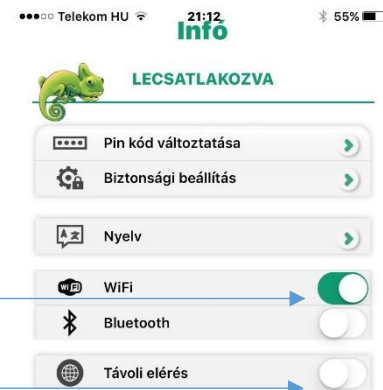 Telekom HU 21:12 55%
Infó
LECSATLAKOZVA
Pin kód változtatása
Biztonsági beállítás
Nyelv
WiFi
Bluetooth
Távoli elérés